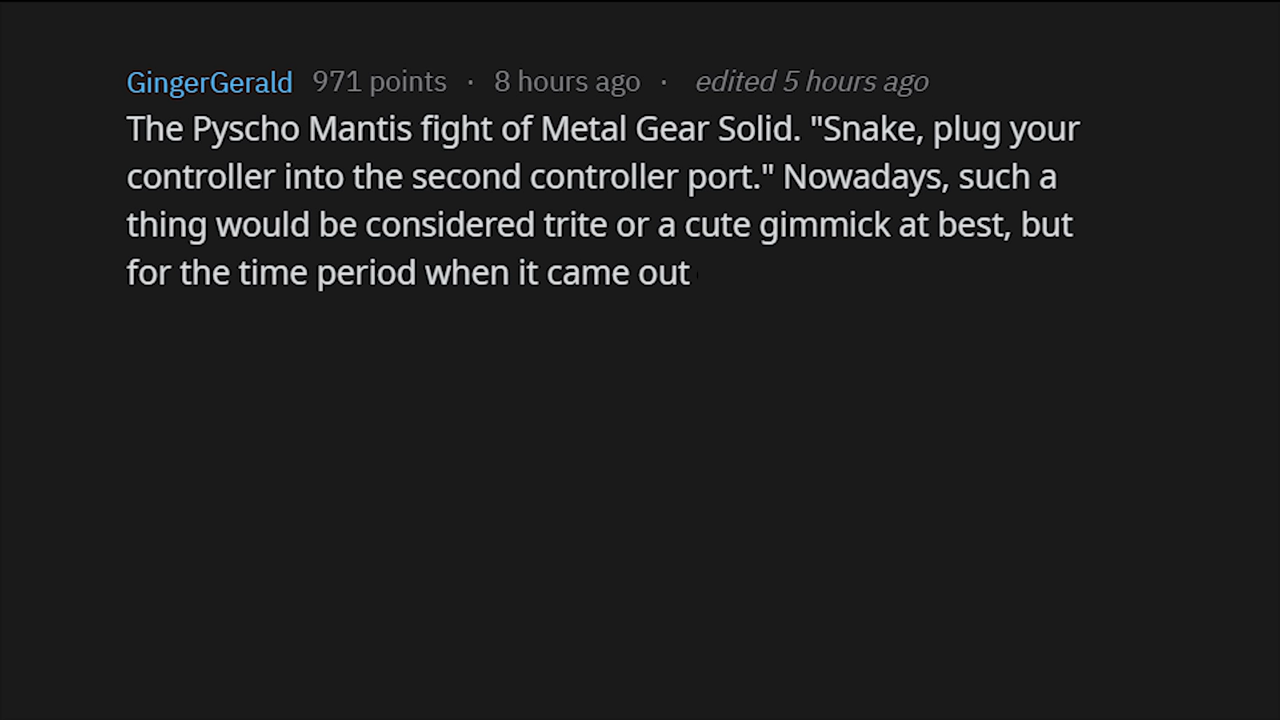 GingerGerald 971 points · 8 hours ago · edited 5 hours ago
The Pyscho Mantis fight of Metal Gear Solid. "Snake, plug your
controller into the second controller port." Nowadays, such a
thing would be considered trite or a cute gimmick at best, but
for the time period when it came out